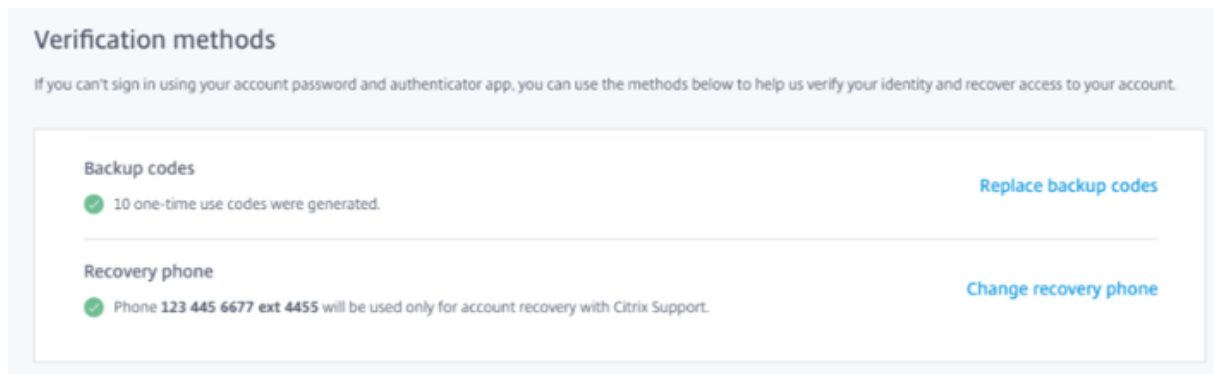 Verification methods
If you can't sign in using your account password and authenticator app, you can use the methods below to help us verify your identity and recover access to your account.
Backup codes
Replace backup codes
10 one-time use codes were generated.
Recovery phone
Change recovery phone
Phone 123 445 6677 ext 4455 will be used only for account recovery with Citrix Support.